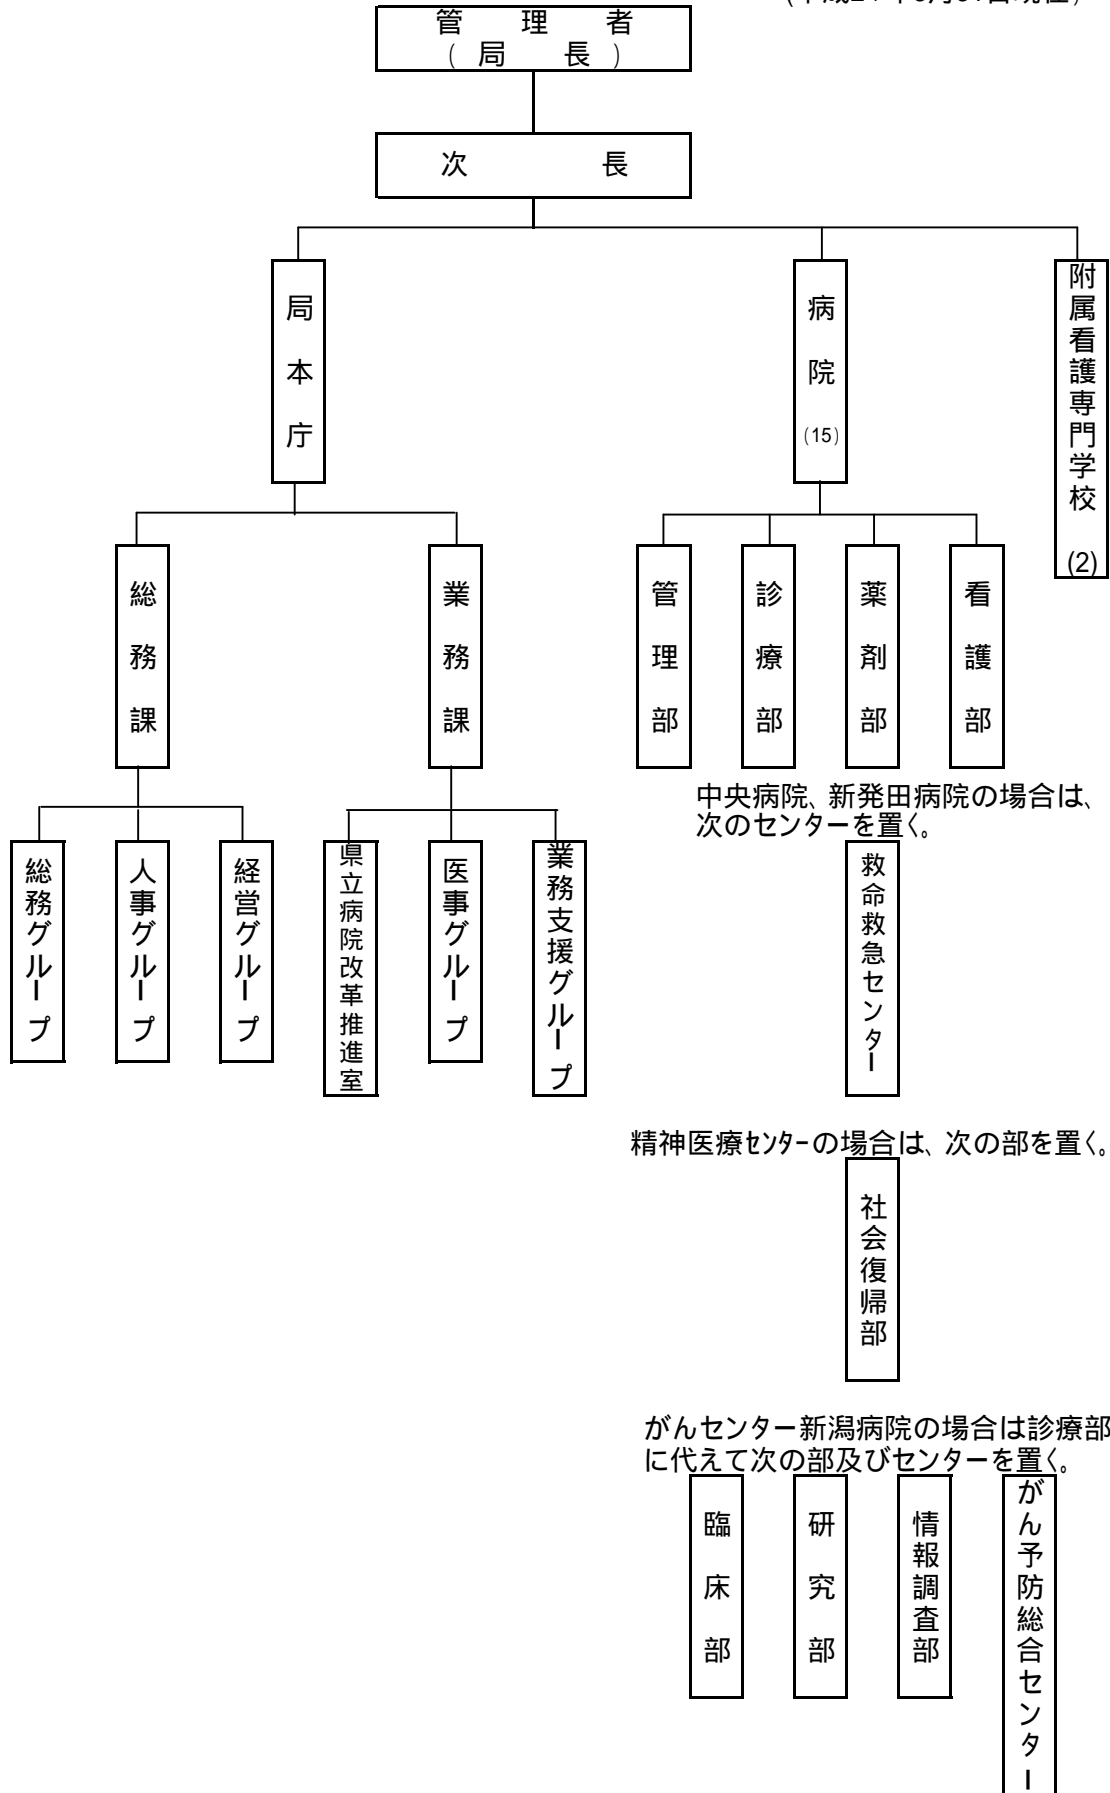 管理者
(局長)
次長
局本庁
病院(15)
附属看護専門学校(2)
総務課
業務課
管理部
診療部
薬剤部
看護部
中央病院、新発田病院の場合は、
次のセンターを置く。
総務グループ
人事グループ
経営グループ
県立病院改革推進室
医事グループ
業務支援グループ
救命救急センター
精神医療センターの場合は、次の部を置く。
社会復帰部
がんセンター新潟病院の場合は診療部
に代えて次の部及びセンターを置く。
臨床部
研究部
情報調査部
がん予防総合センター